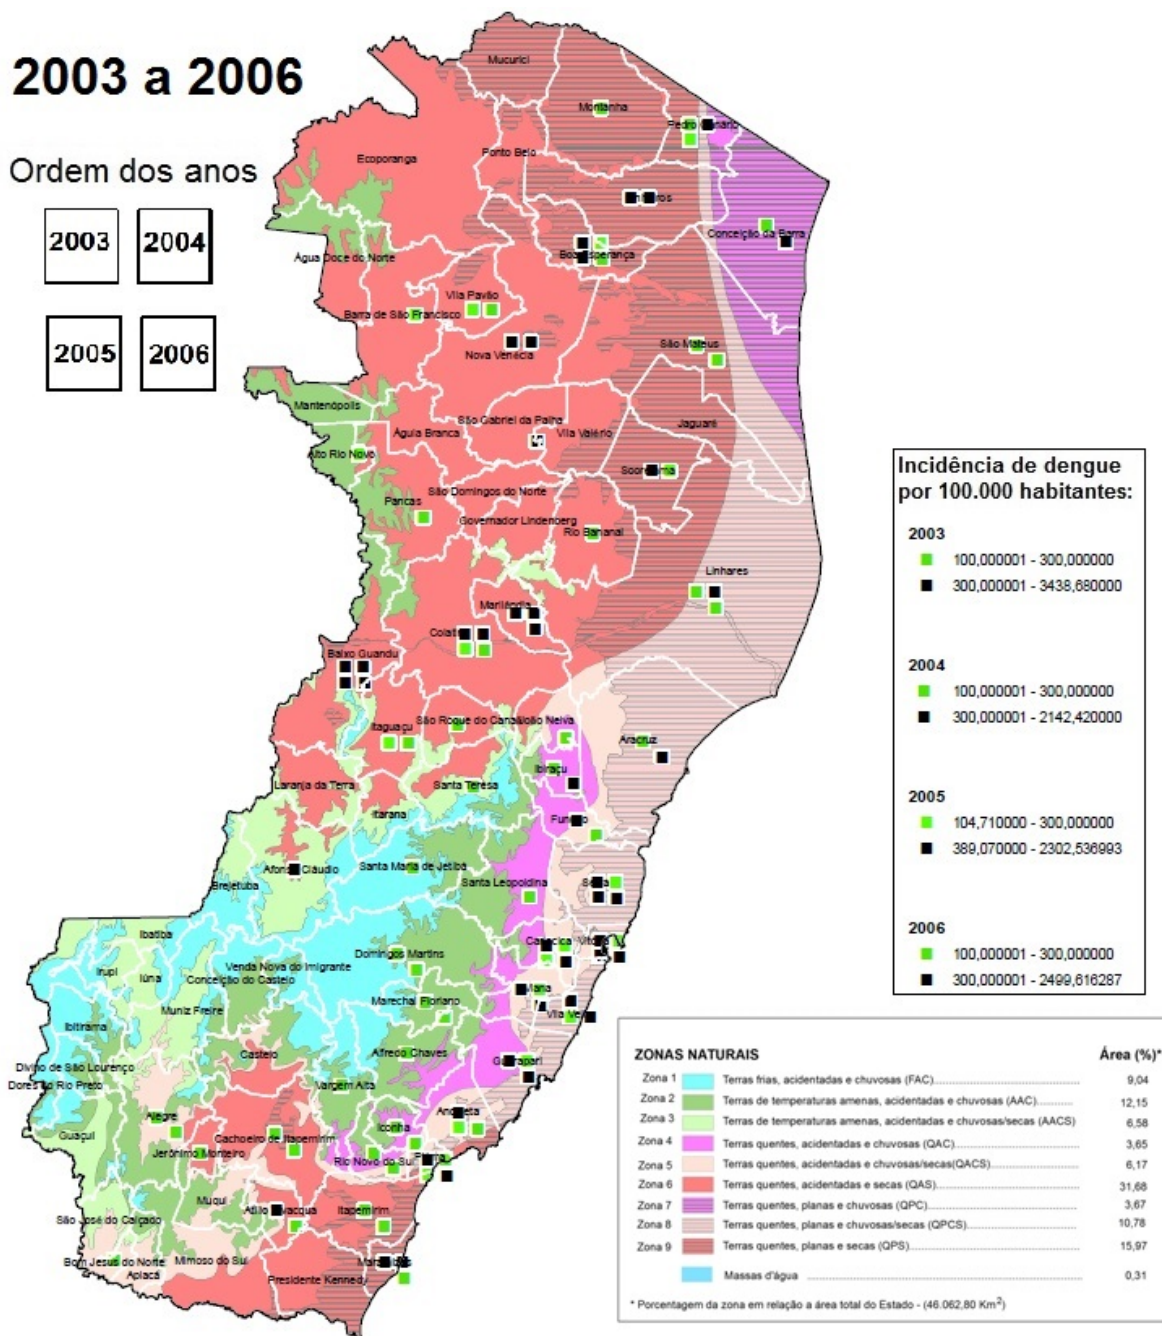 2003 a 2006
Ordem dos anos
2003 2004
2005 2006
Mucurici
Montanha
Ecoporanga
Ponto Belo
Conceição da Barra
Água Doce do Norte
Boa Esperança
Vila Pavão
Barra de São Francisco
Nova Venécia
São Mateus
Mantenópolis
São Gabriel da Palha
Águia Branca
Vila Valério
Jaguaré
Alto Rio Novo
São Domingos do Norte
Pancas
Governador Lindenberg
Rio Bananal
Linhares
Marilândia
Baixo Guandu
São Roque do Canaã
João Neiva
Itaguaçu
Aracruz
Ibiraçu
Laranja da Terra
Santa Teresa
Itarana
Afonso Cláudio
Santa Maria de Jetibá
Santa Leopoldina
Brejetuba
Ibatiba
Domingos Martins
Irupi
Iúna
Venda Nova do Imigrante
Conceição do Castelo
Marechal Floriano
Muniz Freire
Ibitirama
Castelo
Alfredo Chaves
Divino de São Lourenço
Dores do Rio Preto
Vargem Alta
Alegre
Iconha
Guaçuí
Cachoeiro de Itapemirim
Jerônimo Monteiro
Rio Novo do Sul
Muqui
São José do Calçado
Itapemirim
Bom Jesus do Norte
Mimoso do Sul
Apiacá
Presidente Kennedy
Incidência de dengue
por 100.000 habitantes:
2003
100,000001 - 300,000000
300,000001 - 3438,680000
2004
100,000001 - 300,000000
300,000001 - 2142,420000
2005
104,710000 - 300,000000
389,070000 - 2302,536993
2006
100,000001 - 300,000000
300,000001 - 2499,616287
ZONAS NATURAIS Área (%)*
Zona 1 Terras frias, acidentadas e chuvosas (FAC) 9,04
Zona 2 Terras de temperaturas amenas, acidentadas e chuvosas (AAC) 12,15
Zona 3 Terras de temperaturas amenas, acidentadas e chuvosas/secas (AACS) 6,58
Zona 4 Terras quentes, acidentadas e chuvosas (QAC) 3,65
Zona 5 Terras quentes, acidentadas e chuvosas/secas(QACS) 6,17
Zona 6 Terras quentes, acidentadas e secas (QAS) 31,68
Zona 7 Terras quentes, planas e chuvosas (QPC) 3,67
Zona 8 Terras quentes, planas e chuvosas/secas (QPCS) 10,78
Zona 9 Terras quentes, planas e secas (QPS) 15,97
Massas d'água 0,31
* Porcentagem da zona em relação a área total do Estado - (46.062,80 Km²)